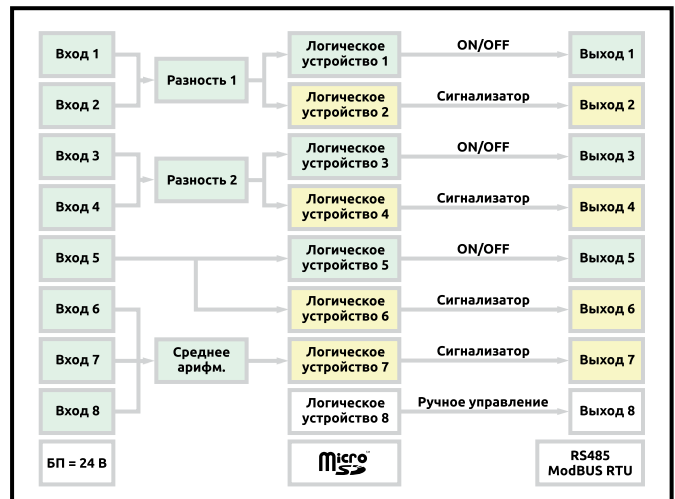 Вход 1
Вход 2
Вход 3
Вход 4
Вход 5
Вход 6
Вход 7
Вход 8
БП = 24 В
Разность 1
Разность 2
Среднее
арифм.
Логическое
устройство 1
Логическое
устройство 2
Логическое
устройство 3
Логическое
устройство 4
Логическое
устройство 5
Логическое
устройство 6
Логическое
устройство 7
Логическое
устройство 8
Micro
SD
ON/OFF
Сигнализатор
ON/OFF
Сигнализатор
ON/OFF
Сигнализатор
Сигнализатор
Ручное управление
Выход 1
Выход 2
Выход 3
Выход 4
Выход 5
Выход 6
Выход 7
Выход 8
RS485
ModBUS RTU